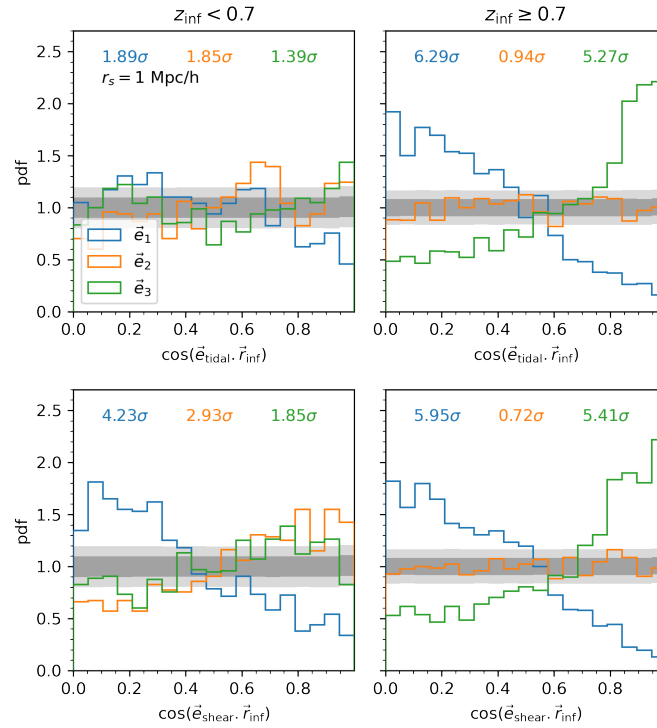 z_inf < 0.7
z_inf ≥ 0.7
1.89σ 1.85σ 1.39σ
r_s = 1 Mpc/h
6.29σ 0.94σ 5.27σ
2.5
2.0
1.5
1.0
0.5
0.0
pdf
e⃗_1
e⃗_2
e⃗_3
0.0 0.2 0.4 0.6 0.8
0.0 0.2 0.4 0.6 0.8
cos(e⃗_tidal. r⃗_inf)
cos(e⃗_tidal. r⃗_inf)
4.23σ 2.93σ 1.85σ
5.95σ 0.72σ 5.41σ
2.5
2.0
1.5
1.0
0.5
0.0
pdf
0.0 0.2 0.4 0.6 0.8
0.0 0.2 0.4 0.6 0.8
cos(e⃗_shear. r⃗_inf)
cos(e⃗_shear. r⃗_inf)